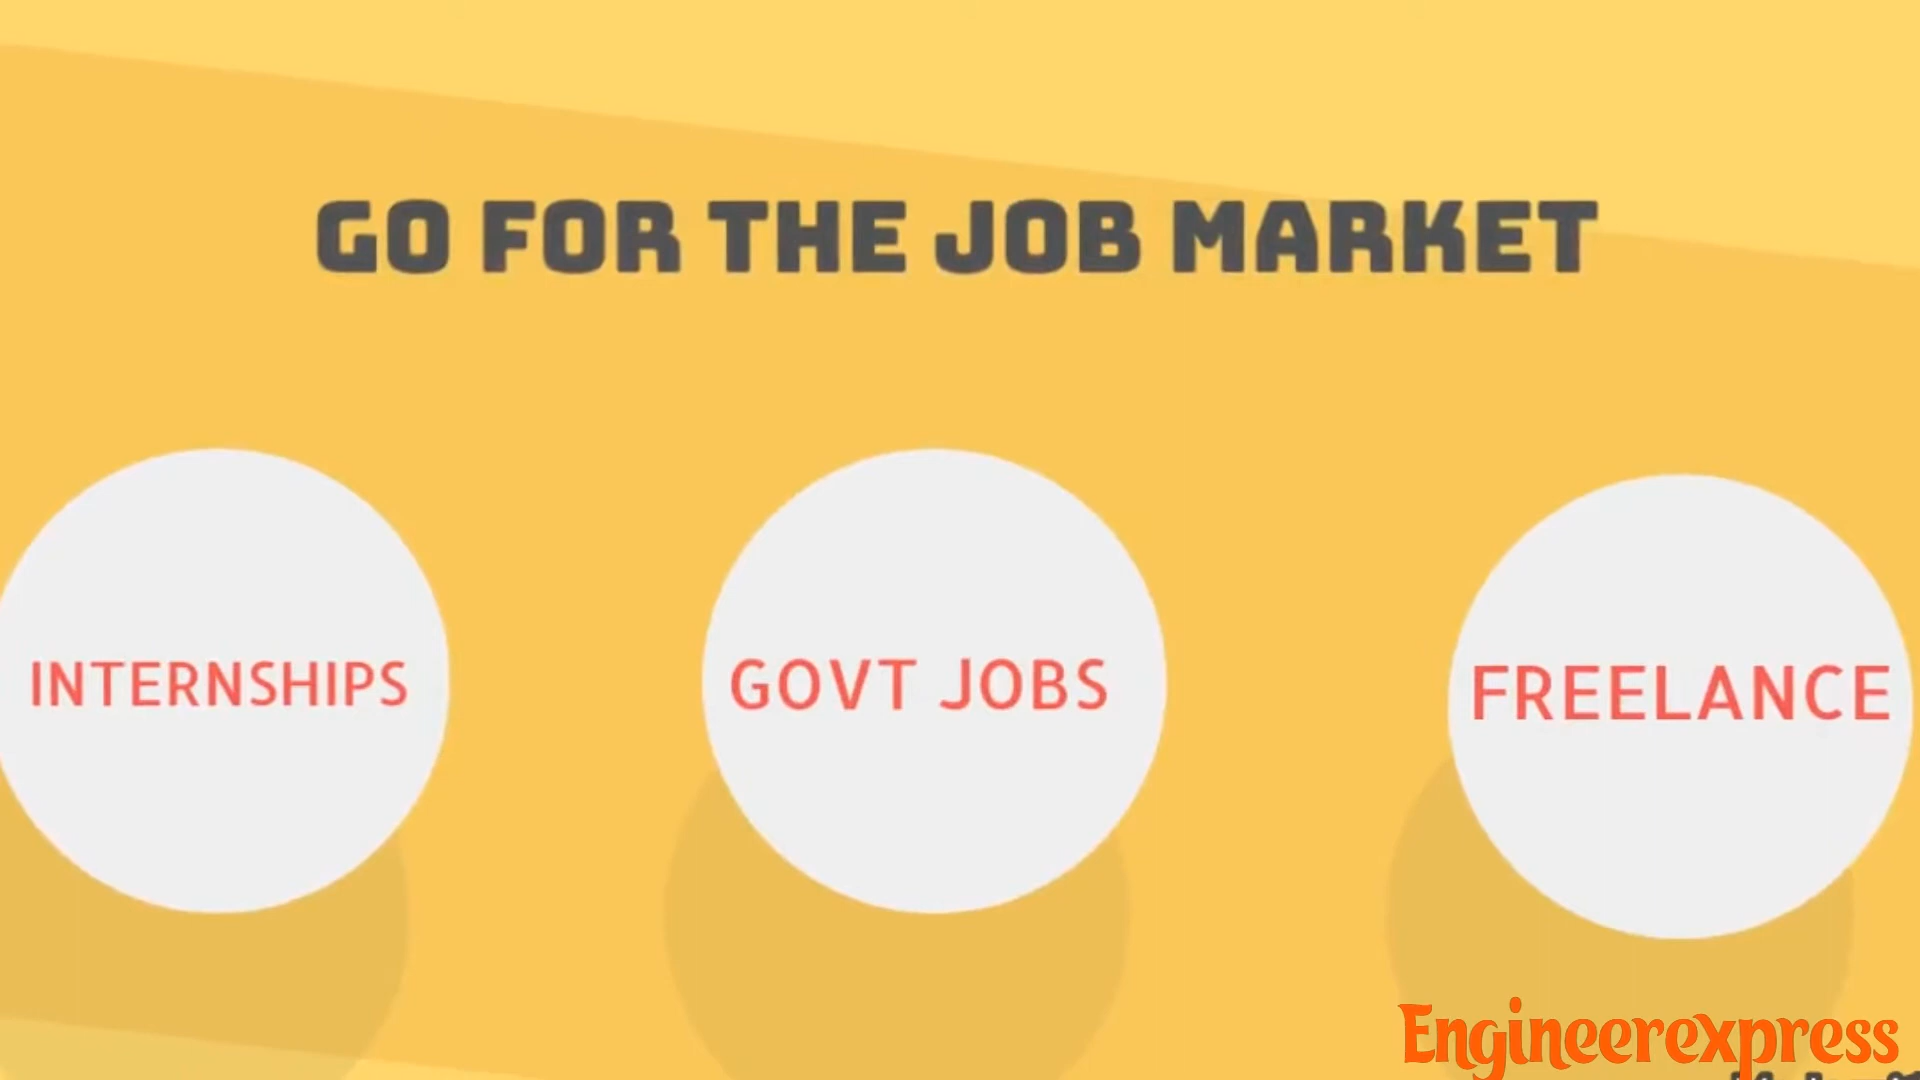 GO FOR THE JOB MARKET
INTERNSHIPS
GOVT JOBS
FREELANCE
Engineerexpress